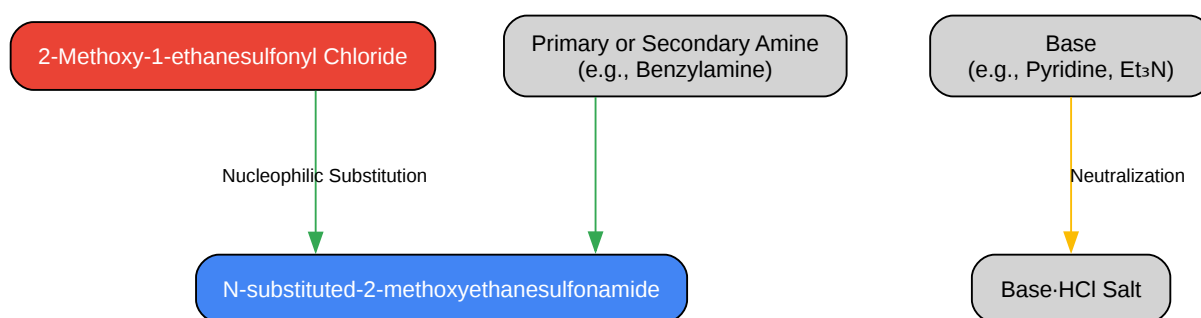 2-Methoxy-1-ethanesulfonyl Chloride
Primary or Secondary Amine
(e.g., Benzylamine)
Base
(e.g., Pyridine, Et₃N)
Nucleophilic Substitution
Neutralization
N-substituted-2-methoxyethanesulfonamide
Base·HCl Salt